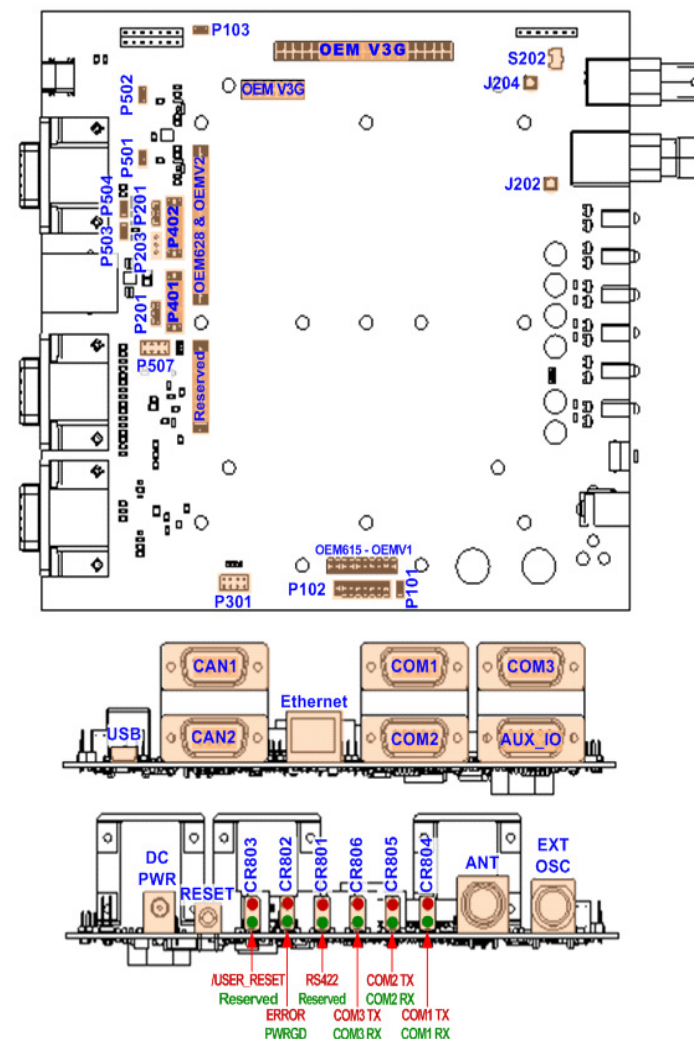 P103
OEM V3G
S202
J204
OEM V3G
P502
P501
J202
P503-P504
P201
P203
P402
OEM628 & OEMV2
P201
P401
P507
Reserved
OEM615 - OEMV1
P301
P102
P101
CAN1
COM1
COM3
Ethernet
USB
CAN2
COM2
AUX_IO
DC
PWR
RESET
CR803
CR802
CR801
CR806
CR805
CR804
ANT
EXT
OSC
/USER_RESET
Reserved
RS422
Reserved
COM2 TX
COM2 RX
ERROR
PWRGD
COM3 TX
COM3 RX
COM1 TX
COM1 RX